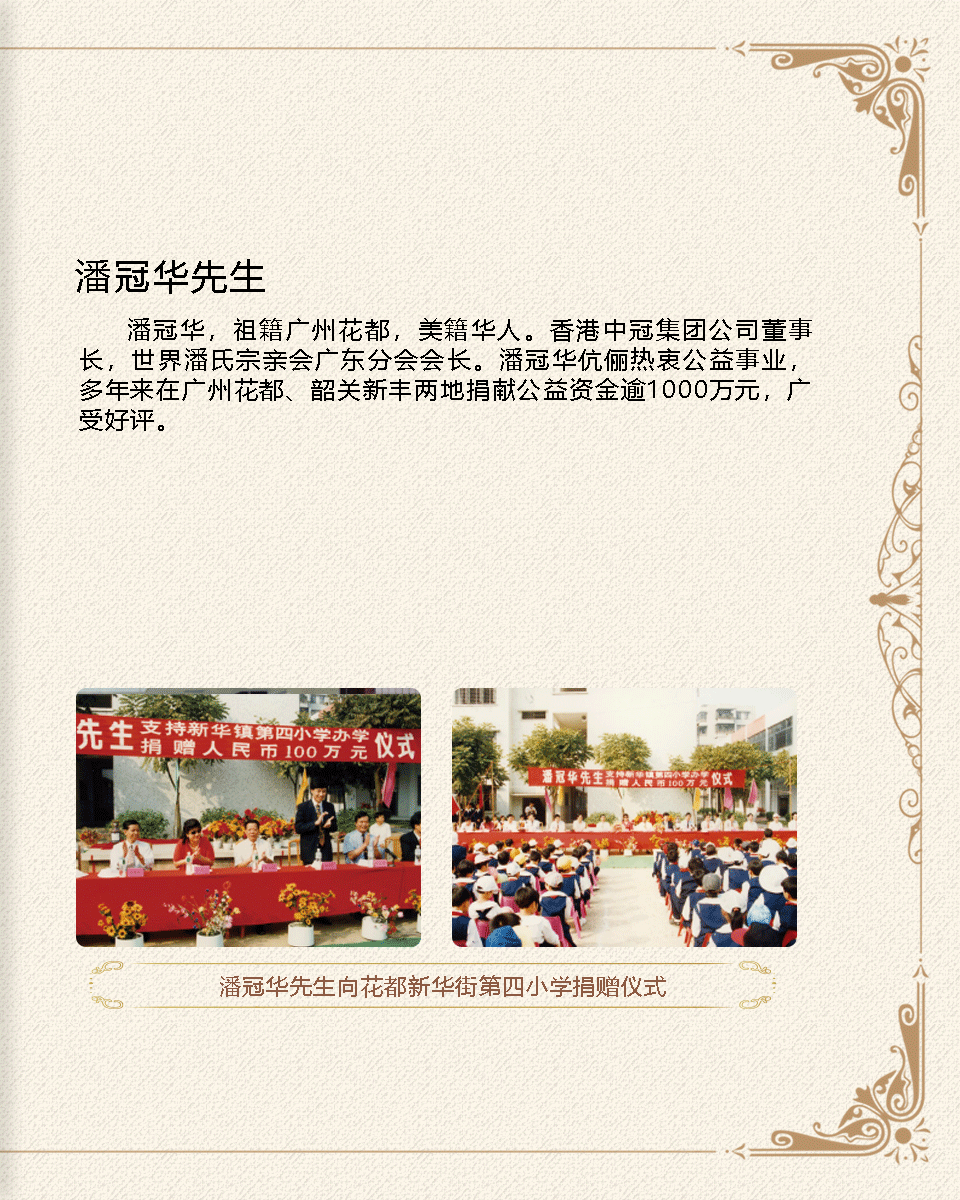 潘冠华先生
潘冠华，祖籍广州花都，美籍华人。香港中冠集团公司董事
长，世界潘氏宗亲会广东分会会长。潘冠华伉俪热衷公益事业，
多年来在广州花都、韶关新丰两地捐献公益资金逾1000万元，广
受好评。
先生支持新华镇第四小学办学
捐赠人民币100万元仪式
潘冠华先生支持新华镇第四小学办学
捐赠人民币100万元仪式
潘冠华先生向花都新华街第四小学捐赠仪式